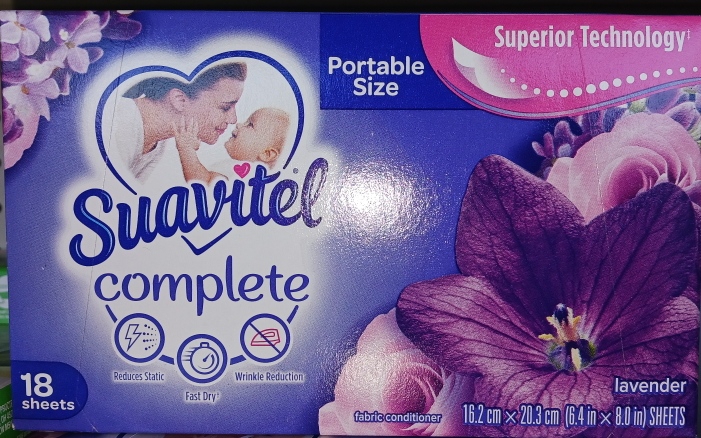 Superior Technology‡
Portable
Size
Suavitel®
complete
Reduces Static
Fast Dry†
Wrinkle Reduction
18
sheets
lavender
fabric conditioner
16.2 cm × 20.3 cm (6.4 in × 8.0 in) SHEETS